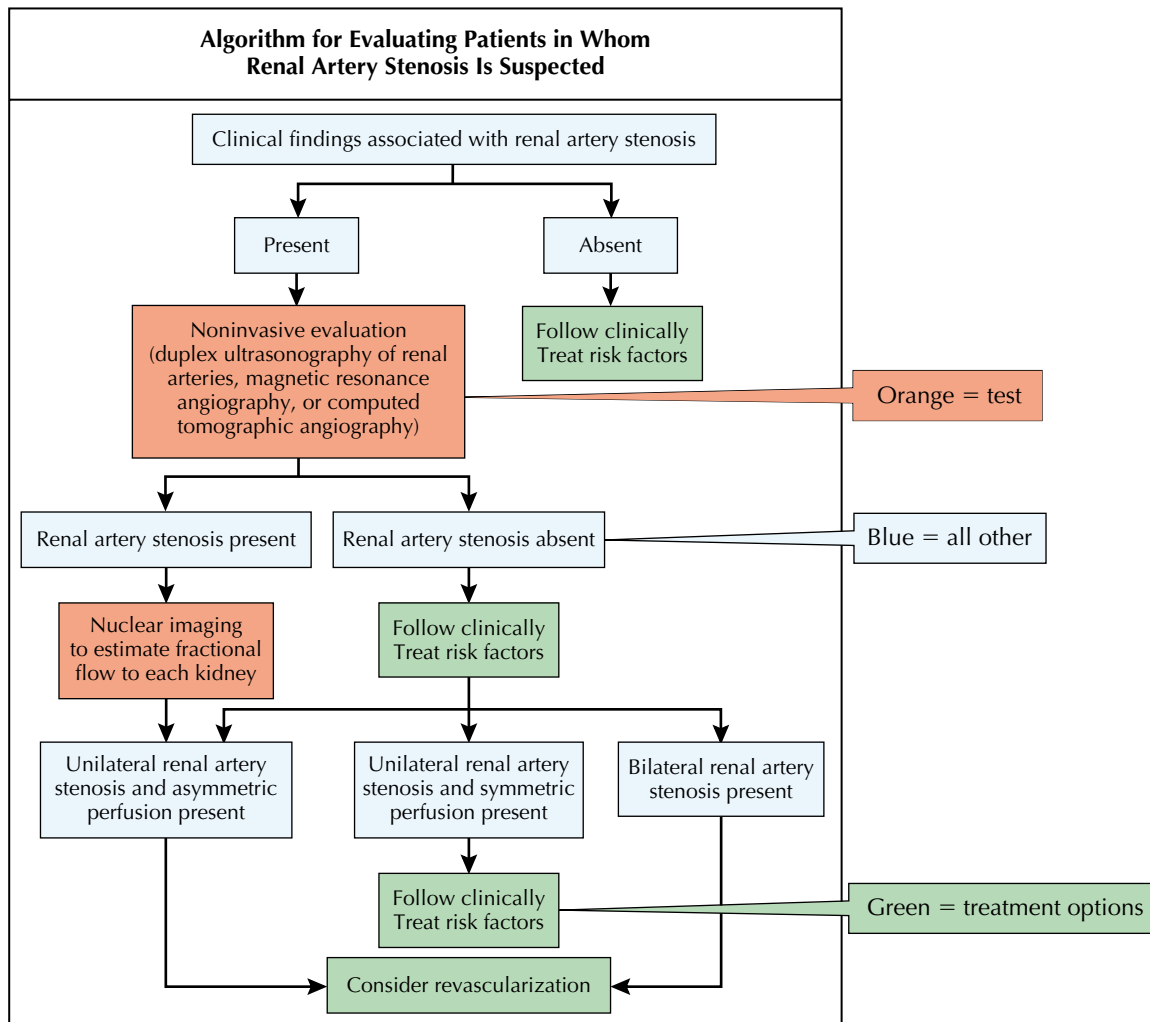 Algorithm for Evaluating Patients in Whom
Renal Artery Stenosis Is Suspected
Clinical findings associated with renal artery stenosis
Present
Absent
Noninvasive evaluation
(duplex ultrasonography of renal
arteries, magnetic resonance
angiography, or computed
tomographic angiography)
Follow clinically
Treat risk factors
Orange = test
Renal artery stenosis present
Renal artery stenosis absent
Blue = all other
Nuclear imaging
to estimate fractional
flow to each kidney
Follow clinically
Treat risk factors
Unilateral renal artery
stenosis and asymmetric
perfusion present
Unilateral renal artery
stenosis and symmetric
perfusion present
Bilateral renal artery
stenosis present
Follow clinically
Treat risk factors
Green = treatment options
Consider revascularization